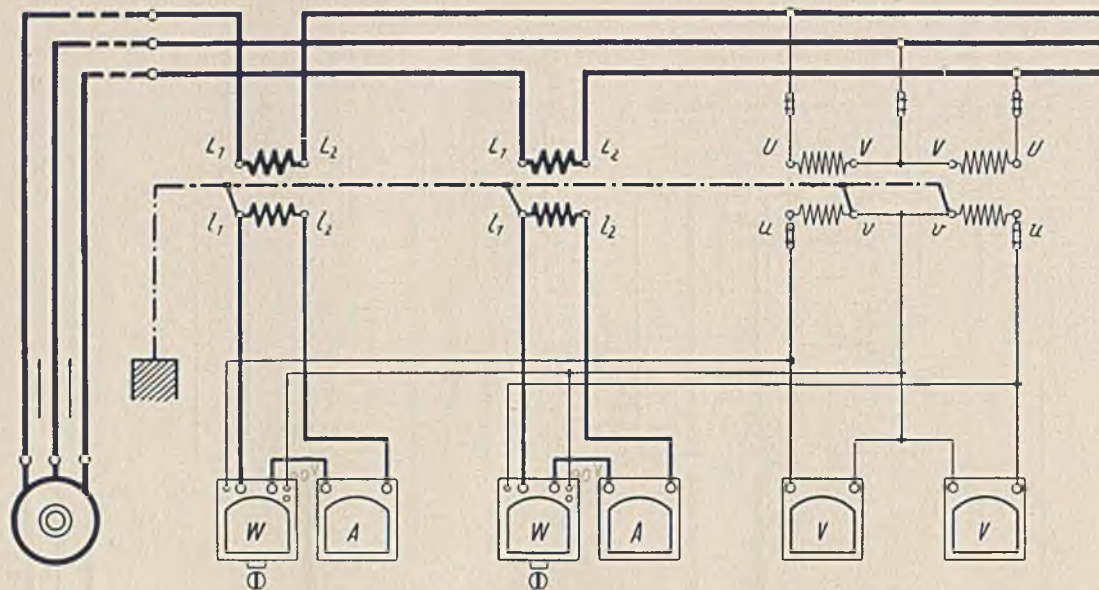 L₁ L₂ L₁ L₂ U V V U
l₁ l₂ l₁ l₂ u v v u
W A W A V V